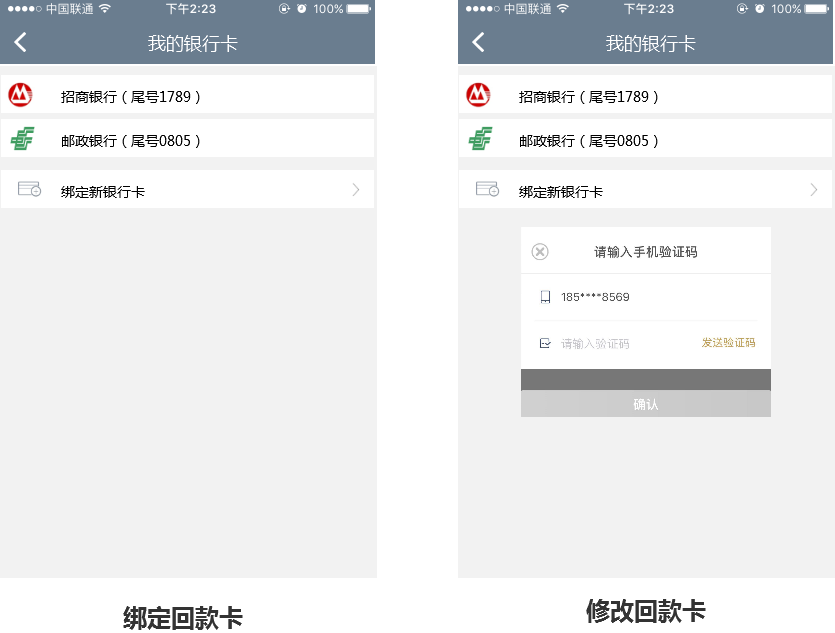 中国联通 下午2:23 100%
我的银行卡
招商银行（尾号1789）
邮政银行（尾号0805）
绑定新银行卡
绑定回款卡
中国联通 下午2:23 100%
我的银行卡
招商银行（尾号1789）
邮政银行（尾号0805）
绑定新银行卡
请输入手机验证码
185****8569
请输入验证码 发送验证码
确认
修改回款卡